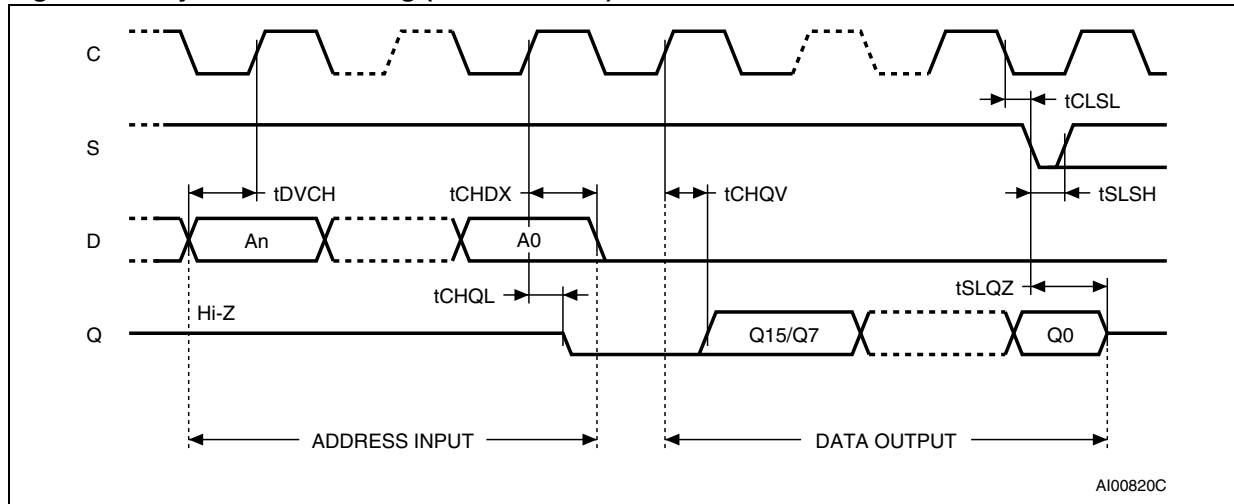 C
tCLSL
S
tDVCH
tCHDX
tCHQV
tSLSH
D
An
A0
tCHQL
tSLQZ
Hi-Z
Q
Q15/Q7
Q0
ADDRESS INPUT
DATA OUTPUT
AI00820C